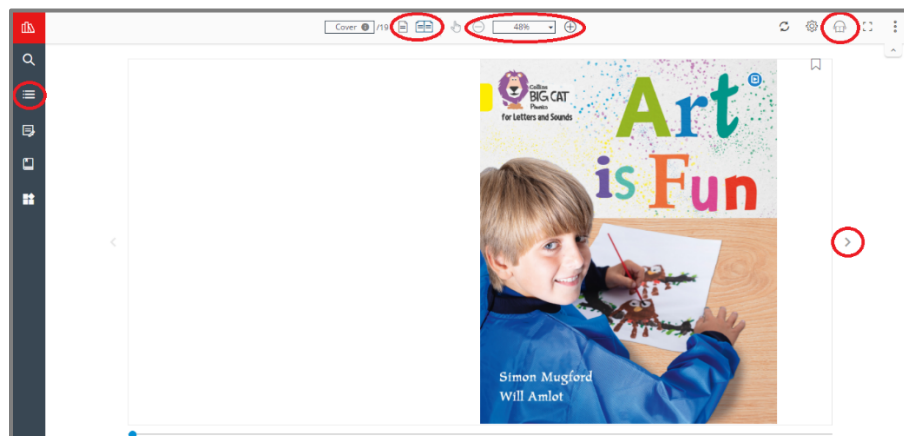 Cover /19 48%
Collins
BIG CAT
Phonics
for Letters and Sounds
Art
is Fun
Simon Mugford
Will Amlot